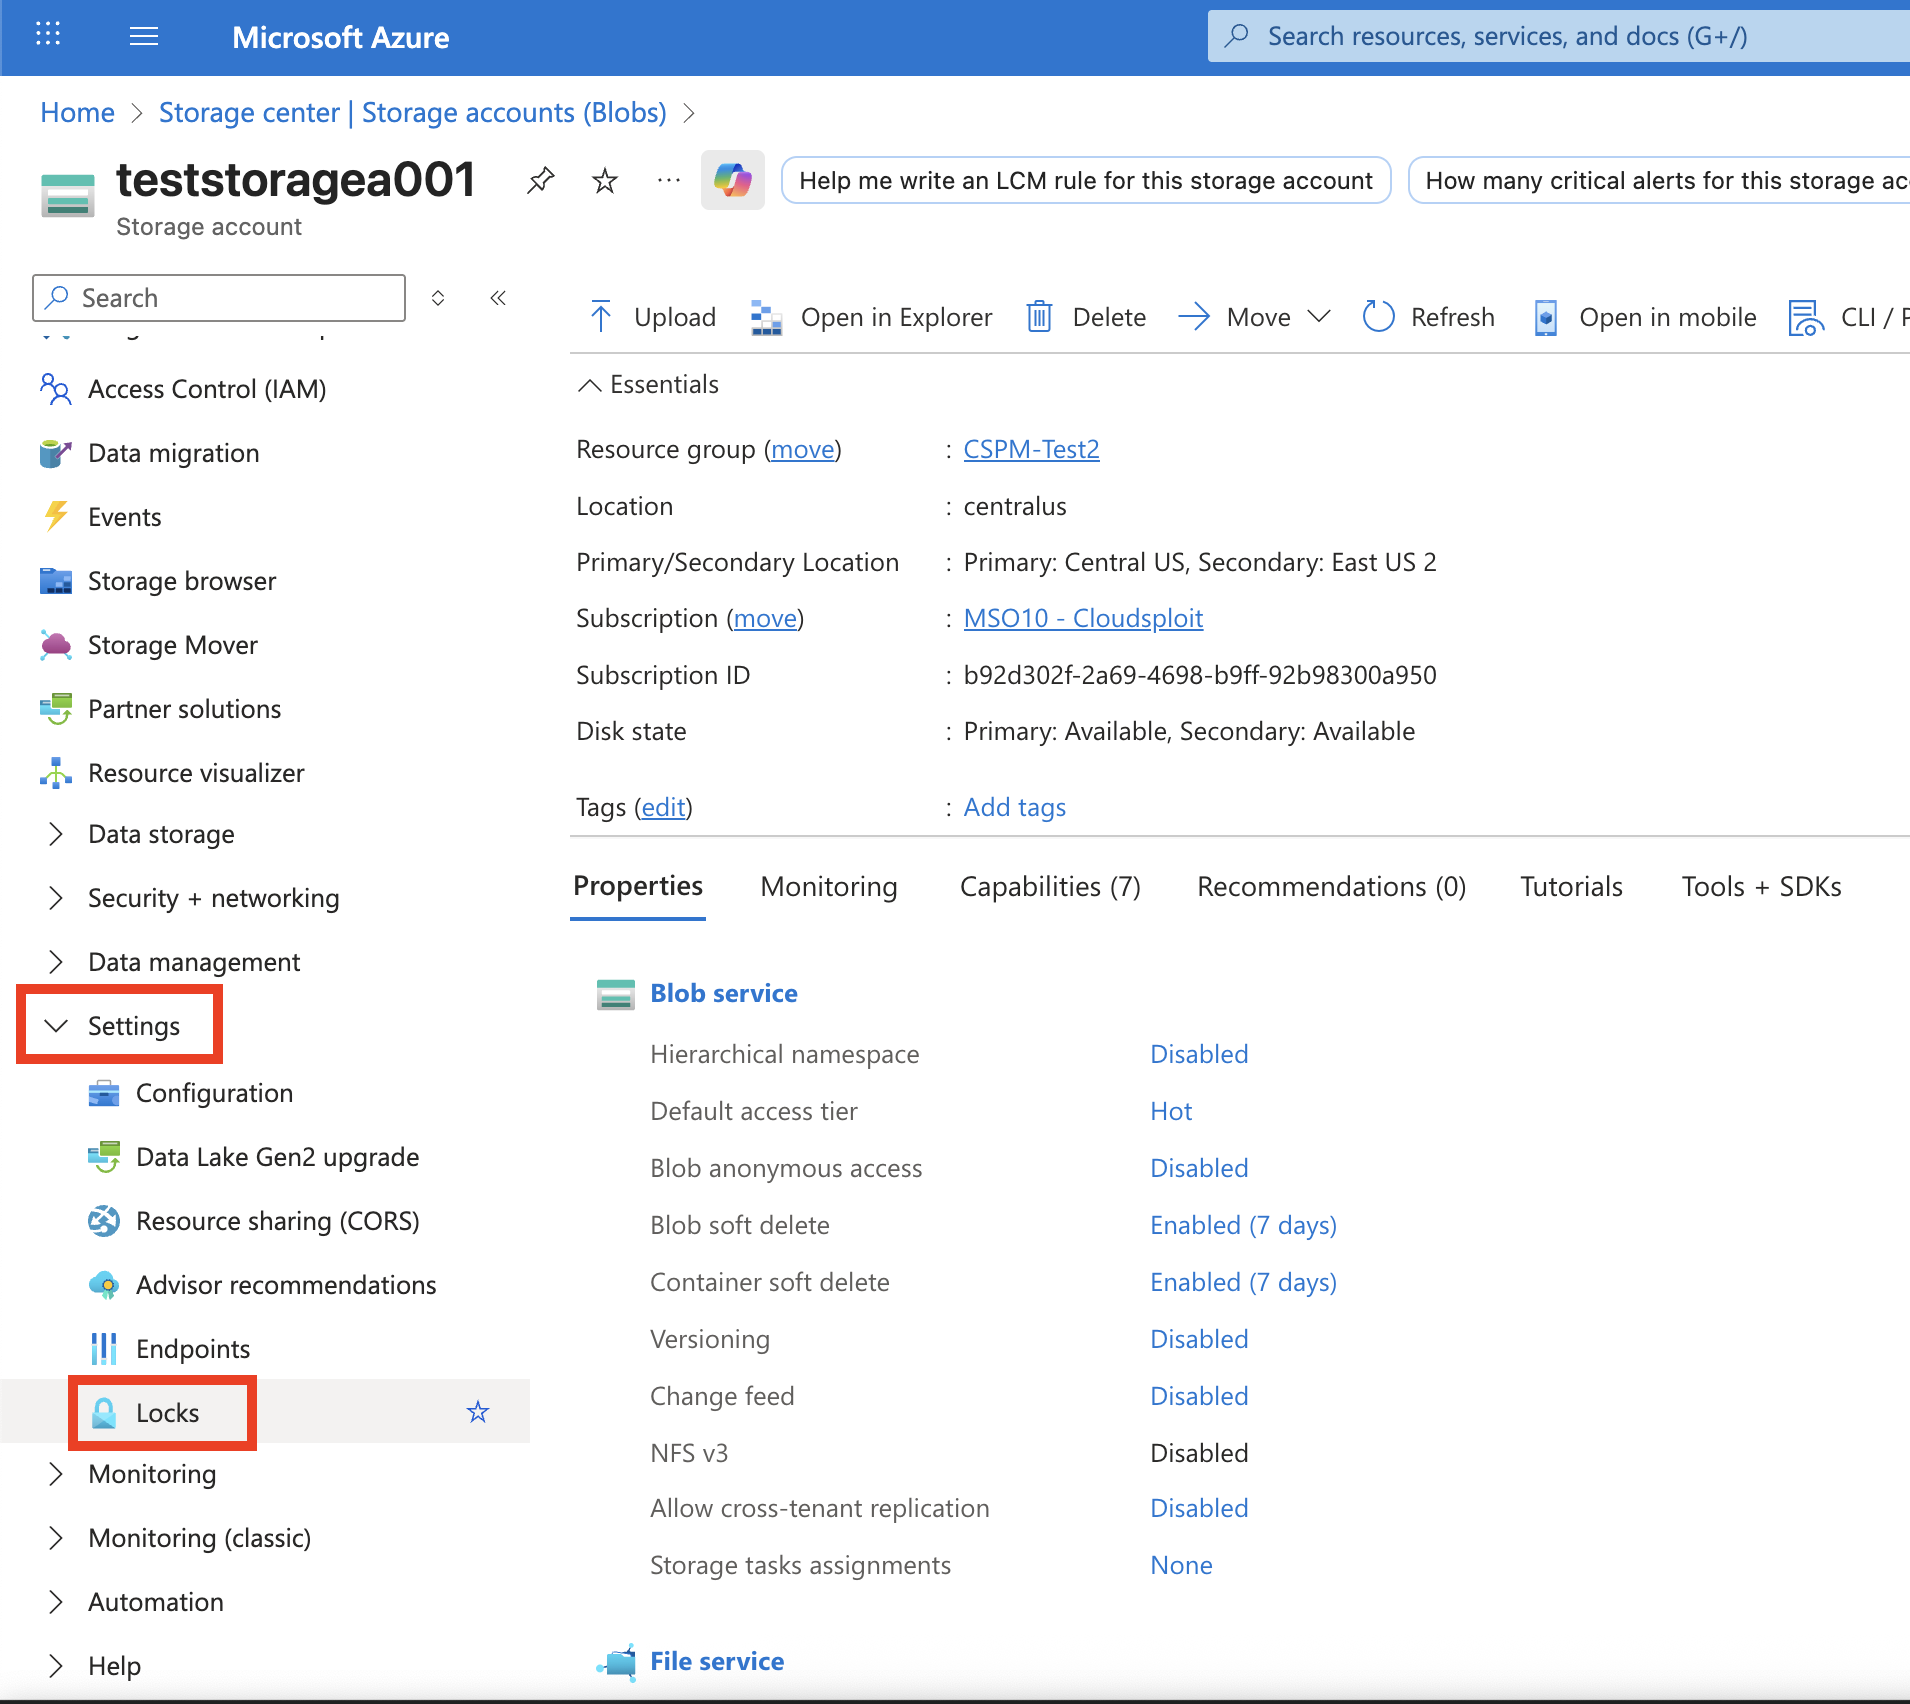 Microsoft Azure
Search resources, services, and docs (G+/)
Home
Storage center | Storage accounts (Blobs)
teststoragea001
Help me write an LCM rule for this storage account
How many critical alerts for this storage ac
Storage account
Search
Upload
Open in Explorer
Delete
Move
Refresh
Open in mobile
CLI /
Access Control (IAM)
Data migration
Events
Storage browser
Storage Mover
Partner solutions
Resource visualizer
Data storage
Security + networking
Data management
Settings
Configuration
Data Lake Gen2 upgrade
Resource sharing (CORS)
Advisor recommendations
Endpoints
Locks
Monitoring
Monitoring (classic)
Automation
Help
Essentials
Resource group (move) : CSPM-Test2
Location : centralus
Primary/Secondary Location : Primary: Central US, Secondary: East US 2
Subscription (move) : MSO10 - Cloudsploit
Subscription ID : b92d302f-2a69-4698-b9ff-92b98300a950
Disk state : Primary: Available, Secondary: Available
Tags (edit) : Add tags
Properties
Monitoring
Capabilities (7)
Recommendations (0)
Tutorials
Tools + SDKs
Blob service
Hierarchical namespace Disabled
Default access tier Hot
Blob anonymous access Disabled
Blob soft delete Enabled (7 days)
Container soft delete Enabled (7 days)
Versioning Disabled
Change feed Disabled
NFS v3 Disabled
Allow cross-tenant replication Disabled
Storage tasks assignments None
File service